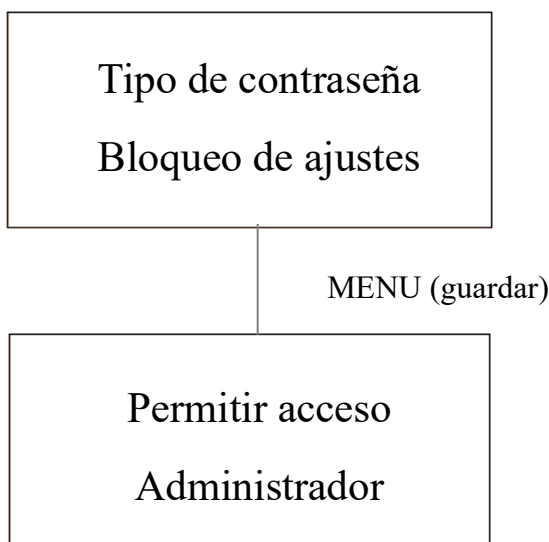 Tipo de contraseña
Bloqueo de ajustes
MENU (guardar)
Permitir acceso
Administrador